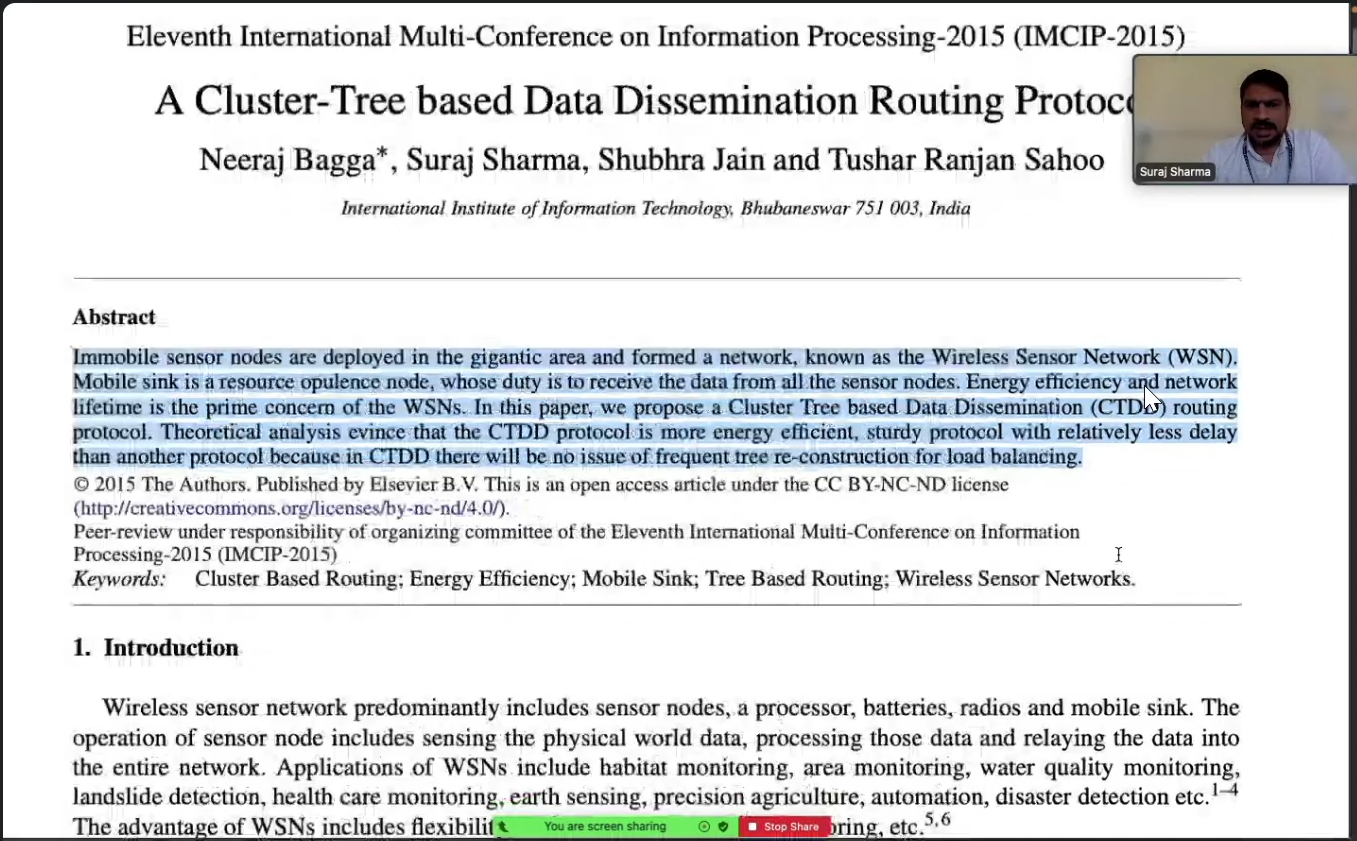 Eleventh International Multi-Conference on Information Processing-2015 (IMCIP-2015)
A Cluster-Tree based Data Dissemination Routing
Neeraj Bagga*, Suraj Sharma, Shubhra Jain and Tushar Ranjan Sahoo
Suraj Sharma
International Institute of Information Technology, Bhubaneswar 751 003, India
Abstract
Immobile sensor nodes are deployed in the gigantic area and formed a network, known as the Wireless Sensor Network (WSN).
Mobile sink is a resource opulence node, whose duty is to receive the data from all the sensor nodes. Energy efficiency and network
lifetime is the prime concern of the WSNs. In this paper, we propose a Cluster Tree based Data Dissemination (CTDD) routing
protocol. Theoretical analysis evince that the CTDD protocol is more energy efficient, sturdy protocol with relatively less delay
than another protocol because in CTDD there will be no issue of frequent tree re-construction for load balancing.
© 2015 The Authors. Published by Elsevier B.V. This is an open access article under the CC BY-NC-ND license
(http://creativecommons.org/licenses/by-nc-nd/4.0/).
Peer-review under responsibility of organizing committee of the Eleventh International Multi-Conference on Information
Processing-2015 (IMCIP-2015)
Keywords: Cluster Based Routing; Energy Efficiency; Mobile Sink; Tree Based Routing; Wireless Sensor Networks.
1. Introduction
Wireless sensor network predominantly includes sensor nodes, a processor, batteries, radios and mobile sink. The
operation of sensor node includes sensing the physical world data, processing those data and relaying the data into
the entire network. Applications of WSNs include habitat monitoring, area monitoring, water quality monitoring,
landslide detection, health care monitoring, earth sensing, precision agriculture, automation, disaster detection etc.1–4
The advantage of WSNs includes etc.5,6
You are screen sharing Stop Share